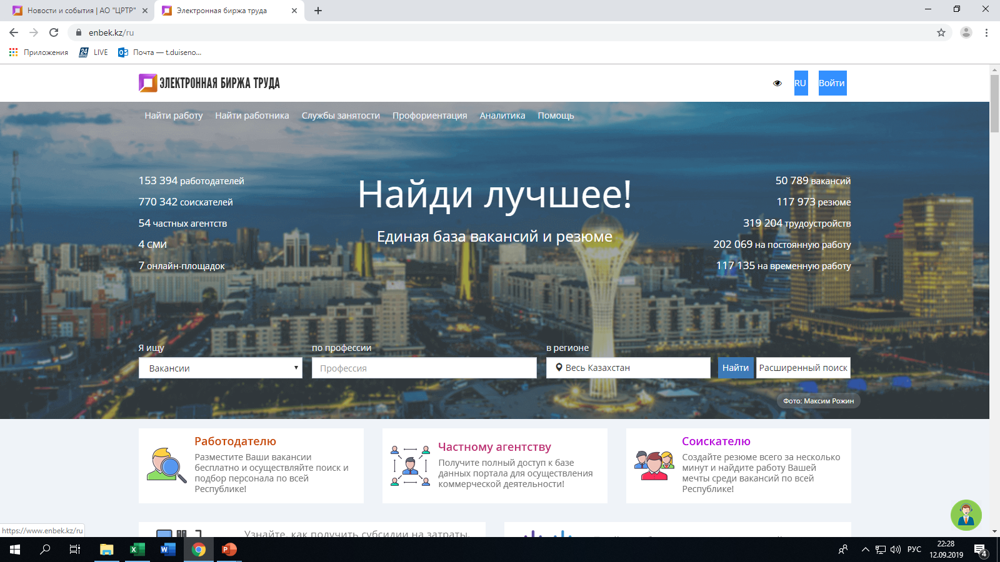 Новости и события | АО "ЦРТР"
Электронная биржа труда
enbek.kz/ru
Приложения
24
LIVE
Почта — t.duiseno...
ЭЛЕКТРОННАЯ БИРЖА ТРУДА
RU
Войти
Найти работу Найти работника Службы занятости Профориентация Аналитика Помощь
153 394 работодателей
770 342 соискателей
54 частных агентств
4 СМИ
7 онлайн-площадок
Найди лучшее!
Единая база вакансий и резюме
50 789 вакансий
117 973 резюме
319 204 трудоустройств
202 069 на постоянную работу
117 135 на временную работу
Я ищу
по профессии
в регионе
Вакансии
Профессия
Весь Казахстан
Найти
Расширенный поиск
Фото: Максим Рожин
Работодателю
Разместите Ваши вакансии
бесплатно и осуществляйте поиск и
подбор персонала по всей
Республике!
Частному агентству
Получите полный доступ к базе
данных портала для осуществления
коммерческой деятельности!
Соискателю
Создайте резюме всего за несколько
минут и найдите работу Вашей
мечты среди вакансий по всей
Республике!
Узнайте, как получить субсидии на затраты,
https://www.enbek.kz/ru
РУС
22:28
12.09.2019
4